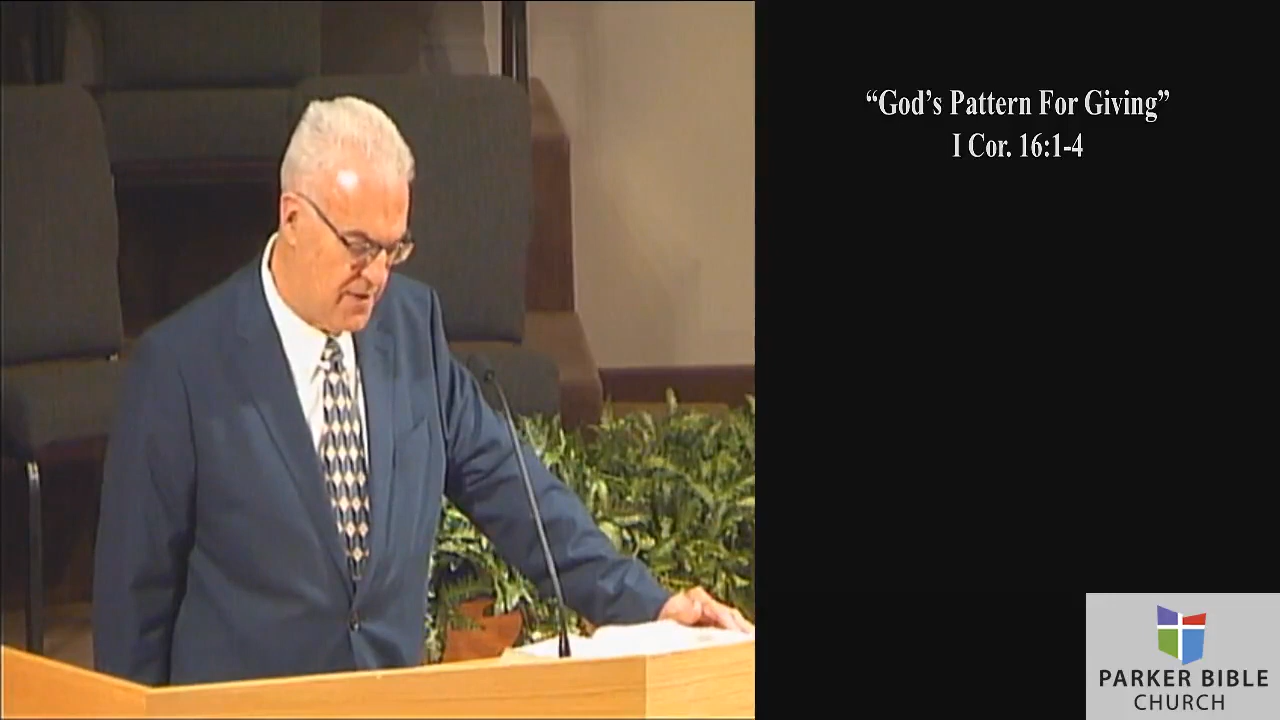 “God’s Pattern For Giving”
I Cor. 16:1-4
PARKER BIBLE
CHURCH